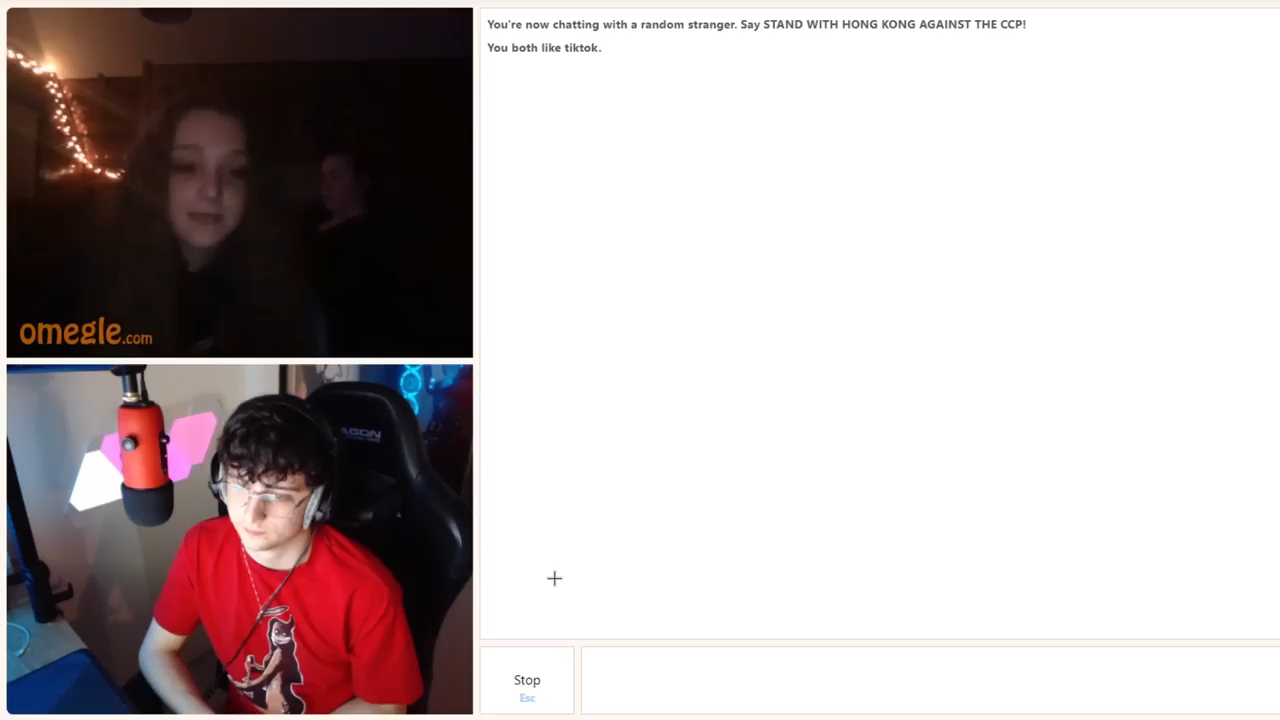 You're now chatting with a random stranger. Say STAND WITH HONG KONG AGAINST THE CCP!
You both like tiktok.
omegle.com
AGON
Stop
Esc